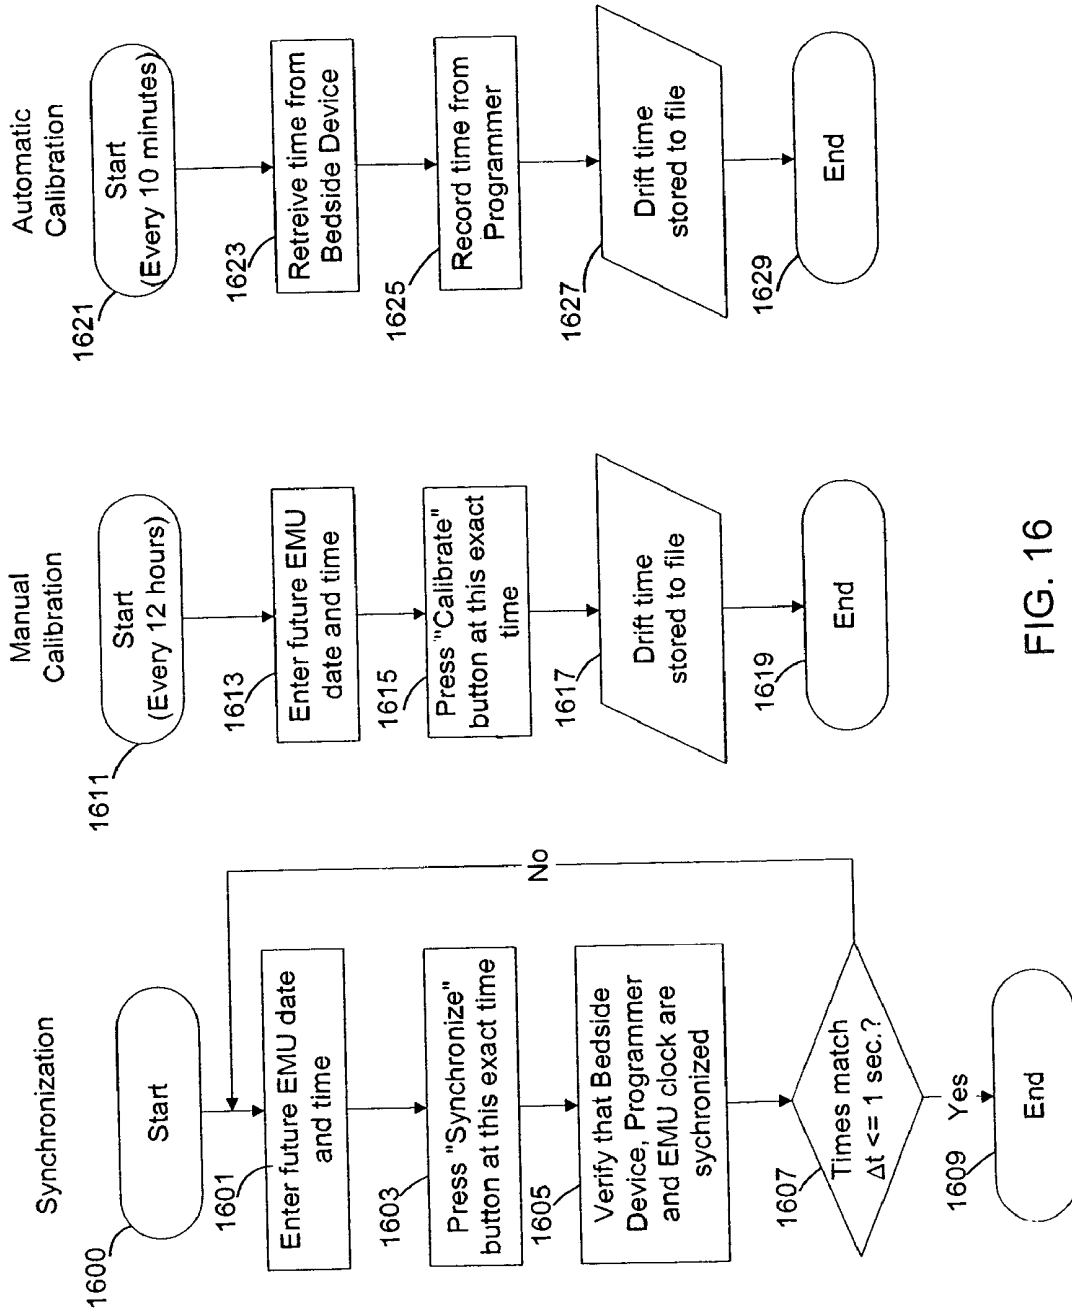 Synchronization
1600
Start
1601
Enter future EMU date
and time
1603
Press "Synchronize"
button at this exact time
1605
Verify that Bedside
Device, Programmer
and EMU clock are
sychronized
1607
Times match
Δt <= 1 sec.?
No
Yes
1609
End
Manual
Calibration
1611
Start
(Every 12 hours)
1613
Enter future EMU
date and time
1615
Press "Calibrate"
button at this exact
time
1617
Drift time
stored to file
1619
End
Automatic
Calibration
1621
Start
(Every 10 minutes)
1623
Retreive time from
Bedside Device
1625
Record time from
Programmer
1627
Drift time
stored to file
1629
End
FIG. 16